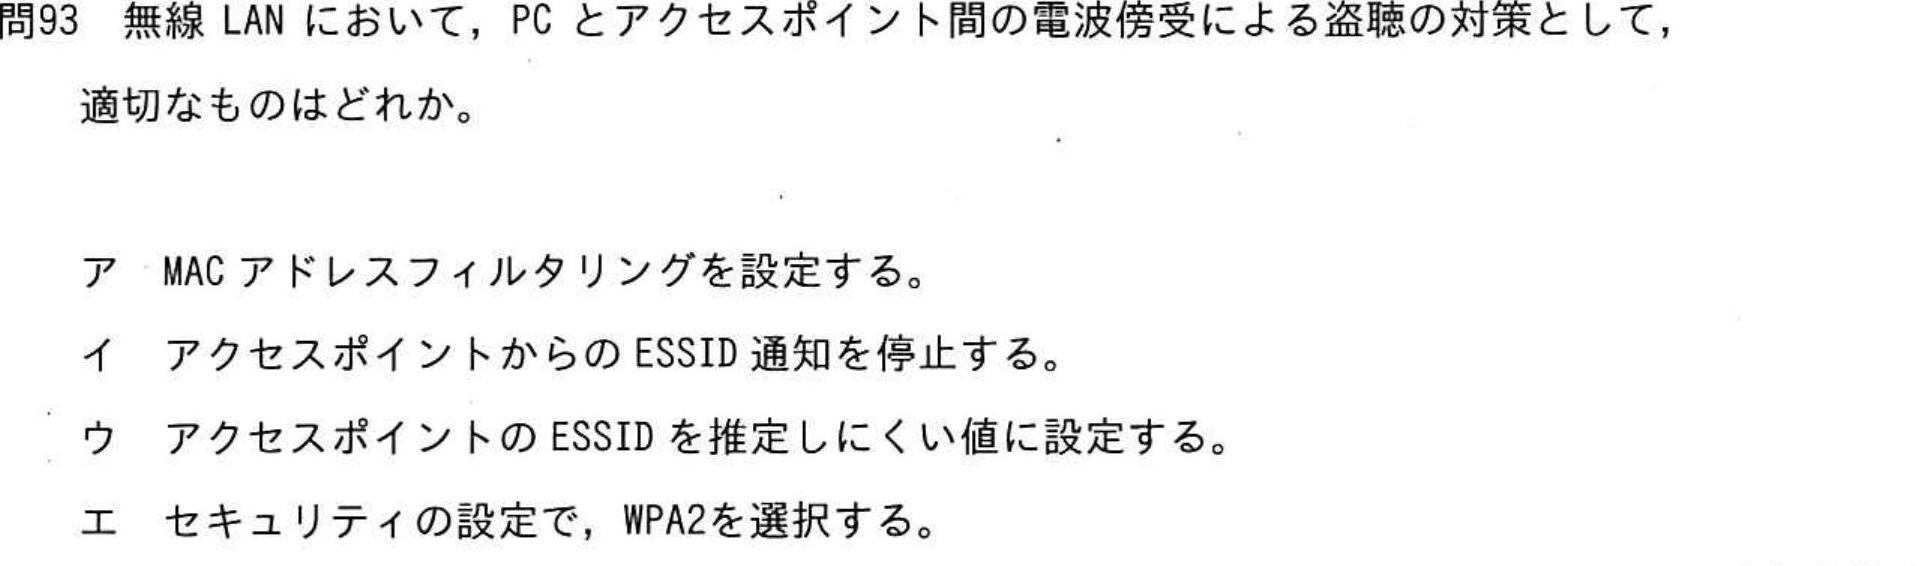 問93　無線 LAN において，PC とアクセスポイント間の電波傍受による盗聴の対策として，
適切なものはどれか。
ア　MAC アドレスフィルタリングを設定する。
イ　アクセスポイントからの ESSID 通知を停止する。
ウ　アクセスポイントの ESSID を推定しにくい値に設定する。
エ　セキュリティの設定で，WPA2を選択する。